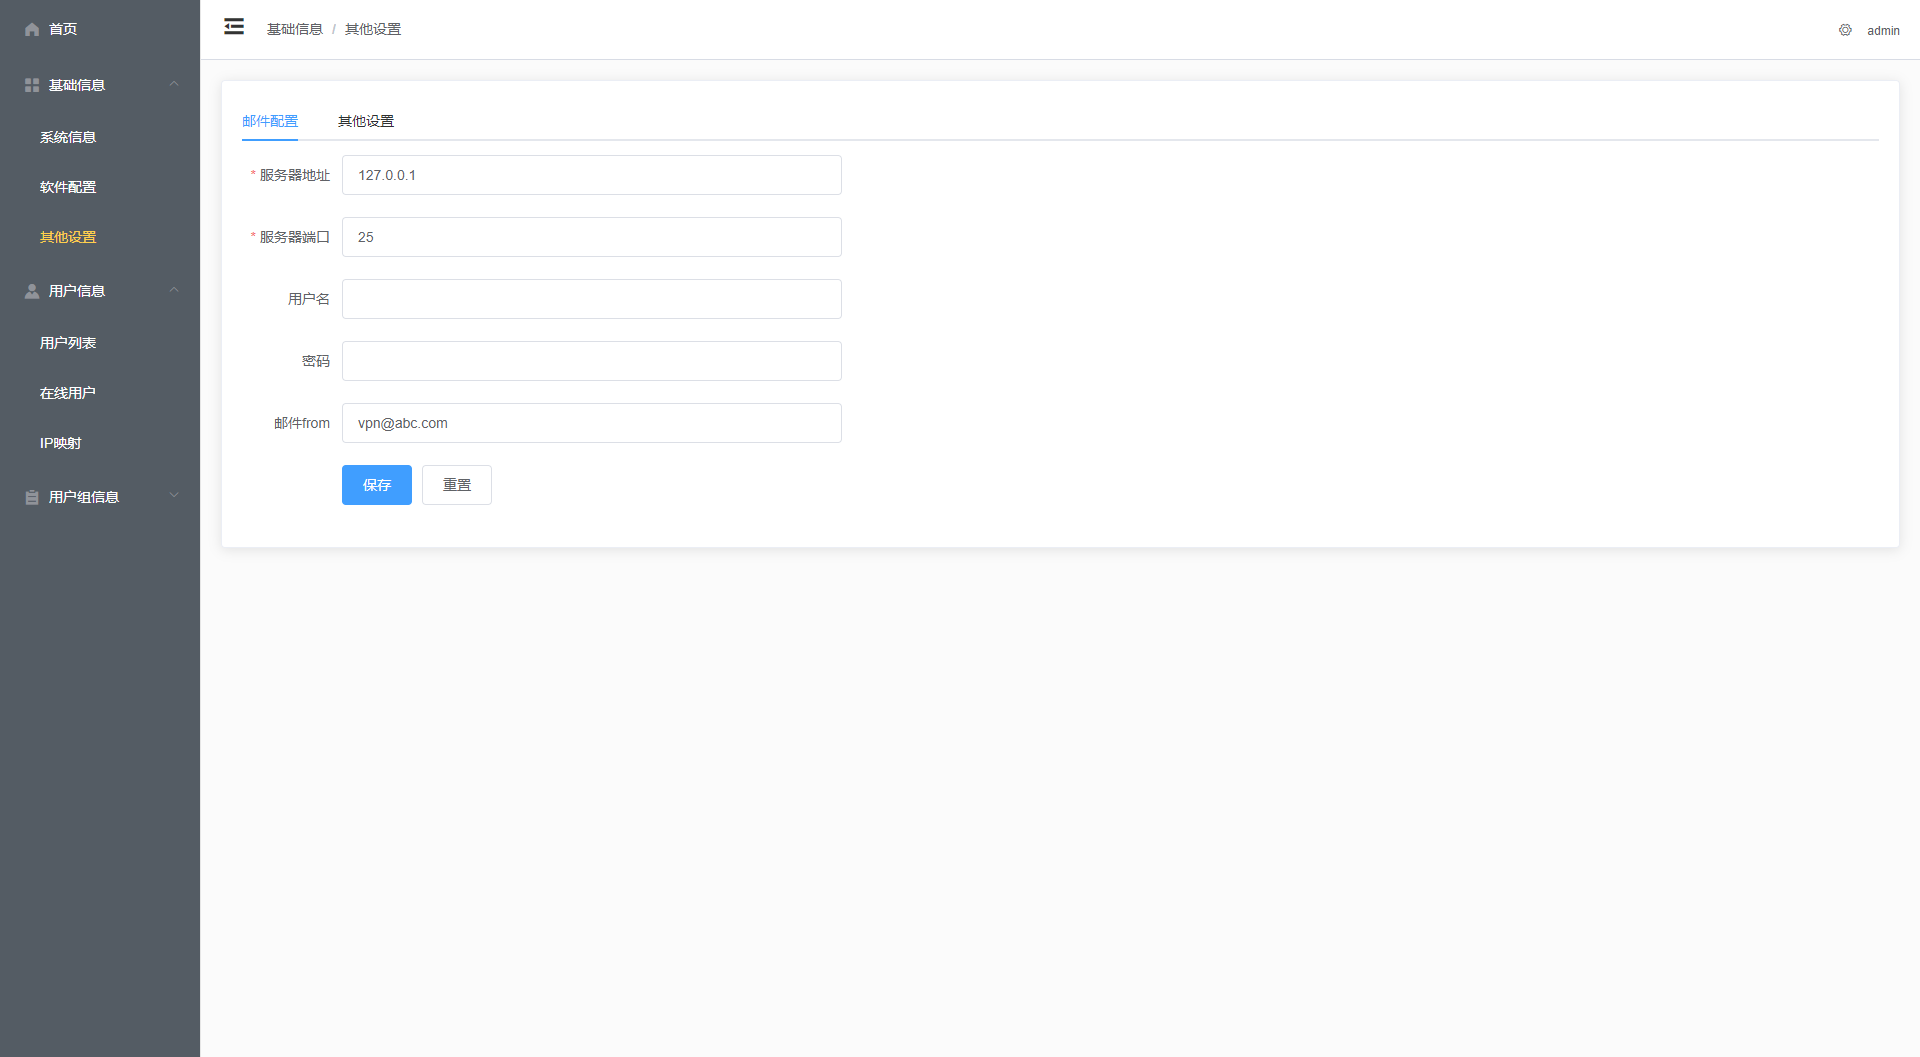 首页
基础信息
系统信息
软件配置
其他设置
用户信息
用户列表
在线用户
IP映射
用户组信息
基础信息 / 其他设置
admin
邮件配置 其他设置
* 服务器地址 127.0.0.1
* 服务器端口 25
用户名
密码
邮件from vpn@abc.com
保存 重置